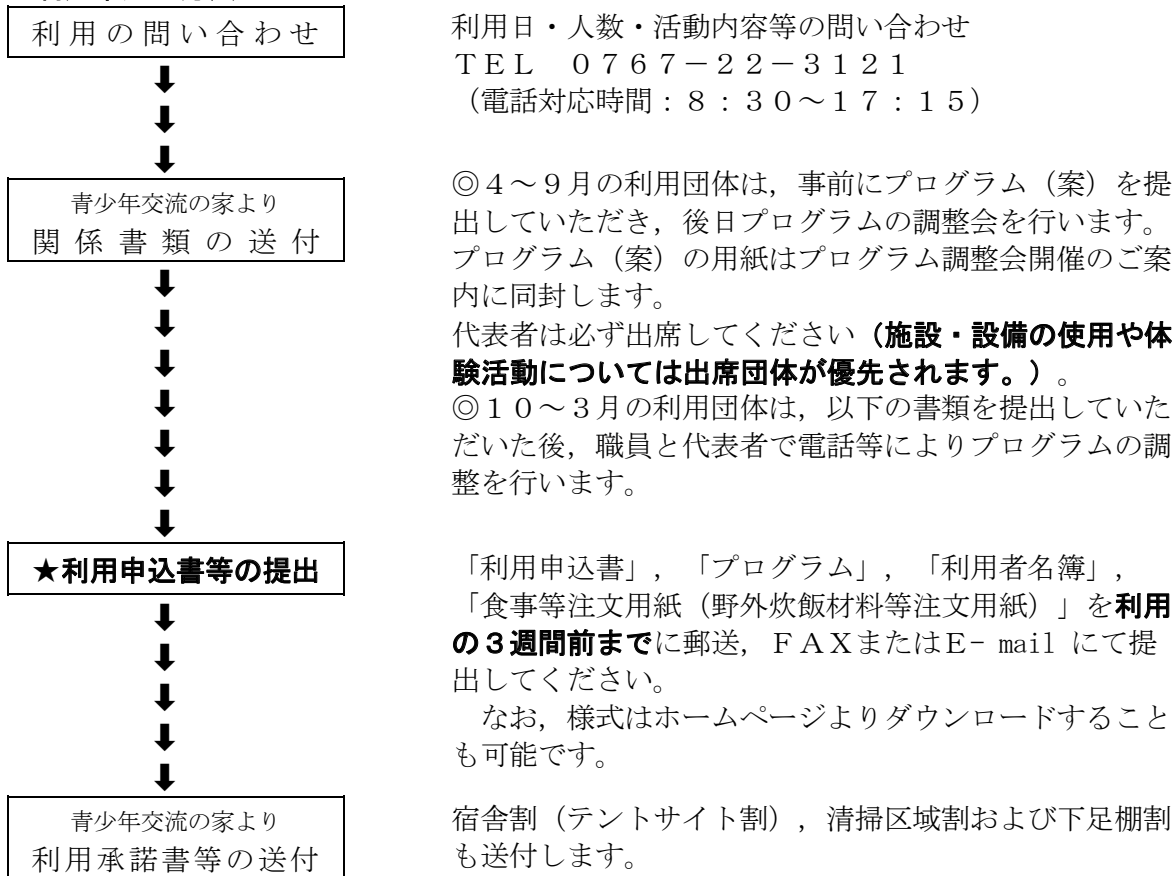 利用の問い合わせ
利用日・人数・活動内容等の問い合わせ
ＴＥＬ　０７６７－２２－３１２１
（電話対応時間：８：３０～１７：１５）
青少年交流の家より
関係書類の送付
◎４～９月の利用団体は，事前にプログラム（案）を提
出していただき，後日プログラムの調整会を行います。
プログラム（案）の用紙はプログラム調整会開催のご案
内に同封します。
代表者は必ず出席してください（施設・設備の使用や体
験活動については出席団体が優先されます。）。
◎１０～３月の利用団体は，以下の書類を提出していた
だいた後，職員と代表者で電話等によりプログラムの調
整を行います。
★利用申込書等の提出
「利用申込書」，「プログラム」，「利用者名簿」，
「食事等注文用紙（野外炊飯材料等注文用紙）」を利用
の３週間前までに郵送，ＦＡＸまたはＥ- mail にて提
出してください。
なお，様式はホームページよりダウンロードすること
も可能です。
青少年交流の家より
利用承諾書等の送付
宿舎割（テントサイト割），清掃区域割および下足棚割
も送付します。